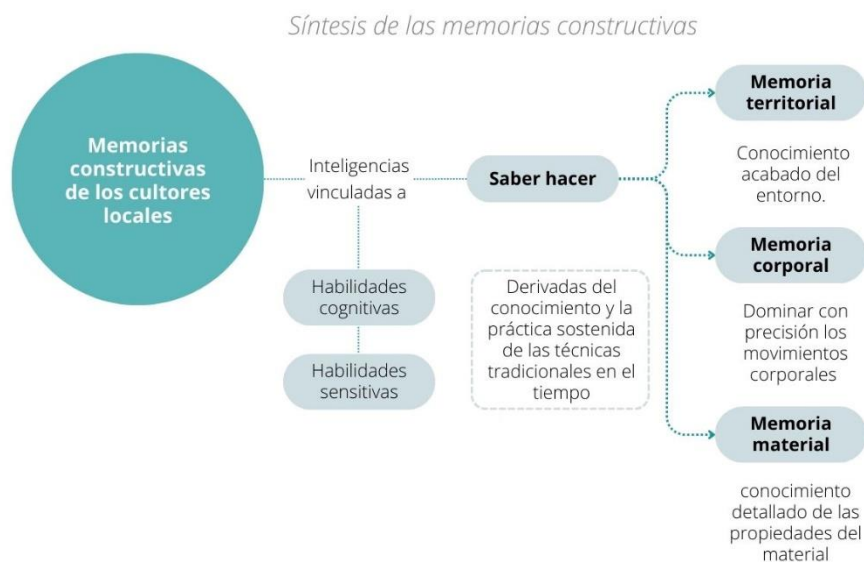 Síntesis de las memorias constructivas
Memorias
constructivas
de los cultores
locales
Inteligencias
vinculadas a
Habilidades
cognitivas
Habilidades
sensitivas
Saber hacer
Derivadas del
conocimiento y la
práctica sostenida
de las técnicas
tradicionales en el
tiempo
Memoria
territorial
Conocimiento
acabado del
entorno.
Memoria
corporal
Dominar con
precisión los
movimientos
corporales
Memoria
material
conocimiento
detallado de las
propiedades del
material